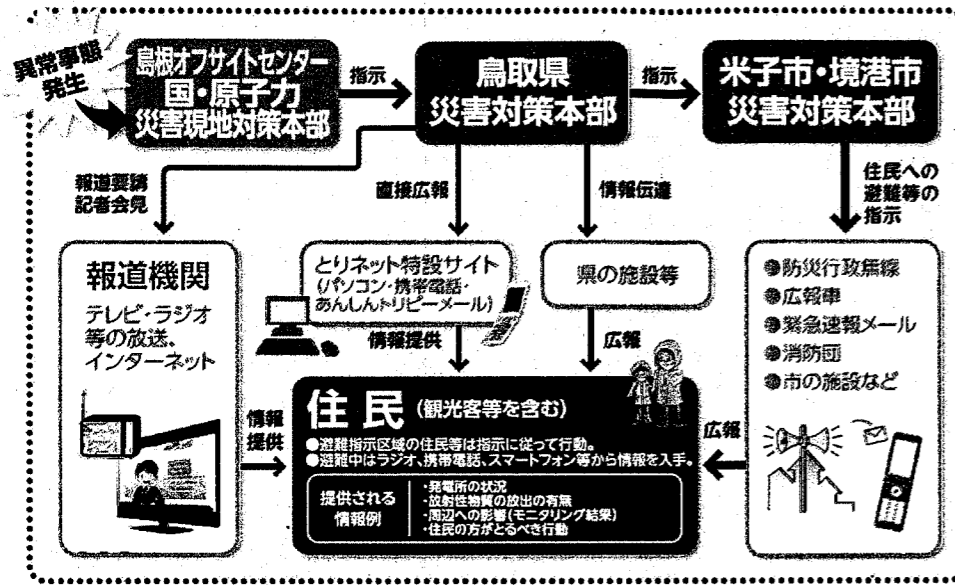 異常事態
発生
島根オフサイトセンター
国・原子力
災害現地対策本部
指示
鳥取県
災害対策本部
指示
米子市・境港市
災害対策本部
報道要請
記者会見
直接広報
情報伝達
住民への
避難等の
指示
報道機関
テレビ・ラジオ
等の放送、
インターネット
とりネット特設サイト
(パソコン・携帯電話・
あんしんトリピーメール)
県の施設等
●防災行政無線
●広報車
●緊急速報メール
●消防団
●市の施設など
情報提供
広報
情報
提供
住民(観光客等を含む)
●避難指示区域の住民等は指示に従って行動。
●避難中はラジオ、携帯電話、スマートフォン等から情報を入手。
提供される
情報例
・発電所の状況
・放射性物質の放出の有無
・周辺への影響(モニタリング結果)
・住民の方がとるべき行動
広報